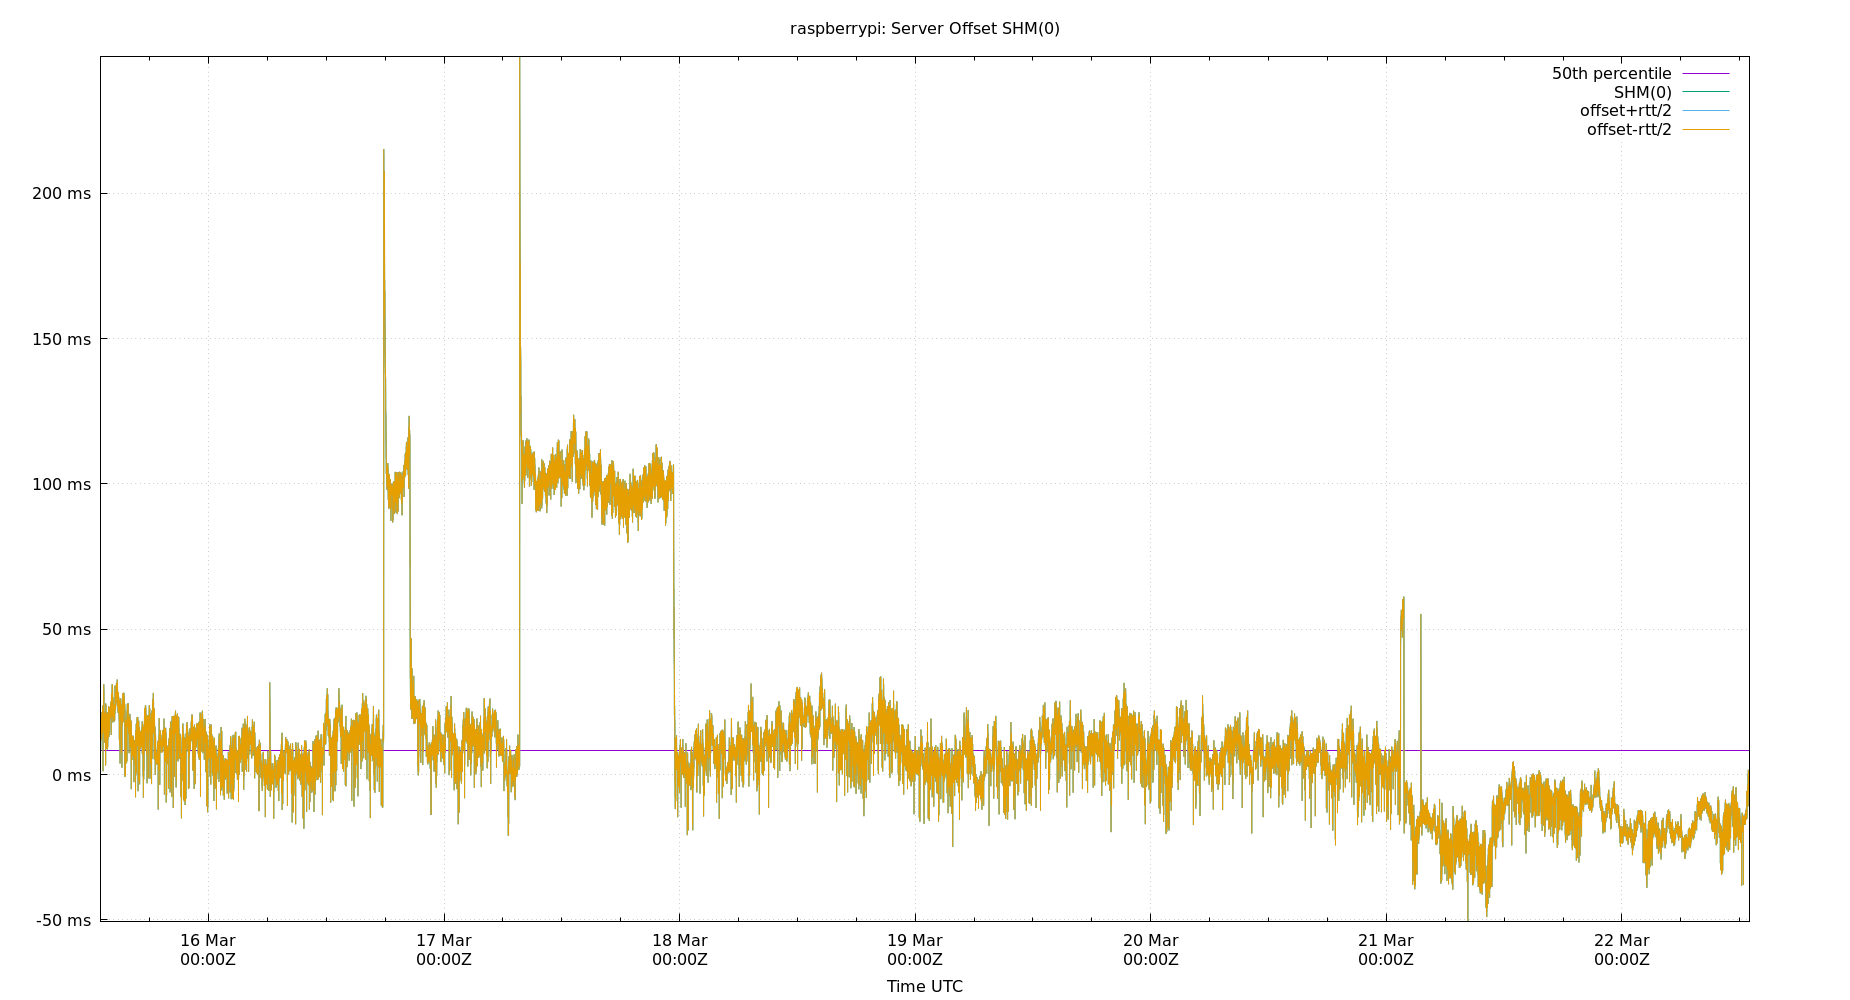 raspberrypi: Server Offset SHM(0)
50th percentile
SHM(0)
offset+rtt/2
offset-rtt/2
200 ms
150 ms
100 ms
50 ms
0 ms
-50 ms
16 Mar 17 Mar 18 Mar 19 Mar 20 Mar 21 Mar 22 Mar
00:00Z 00:00Z 00:00Z 00:00Z 00:00Z 00:00Z 00:00Z
Time UTC